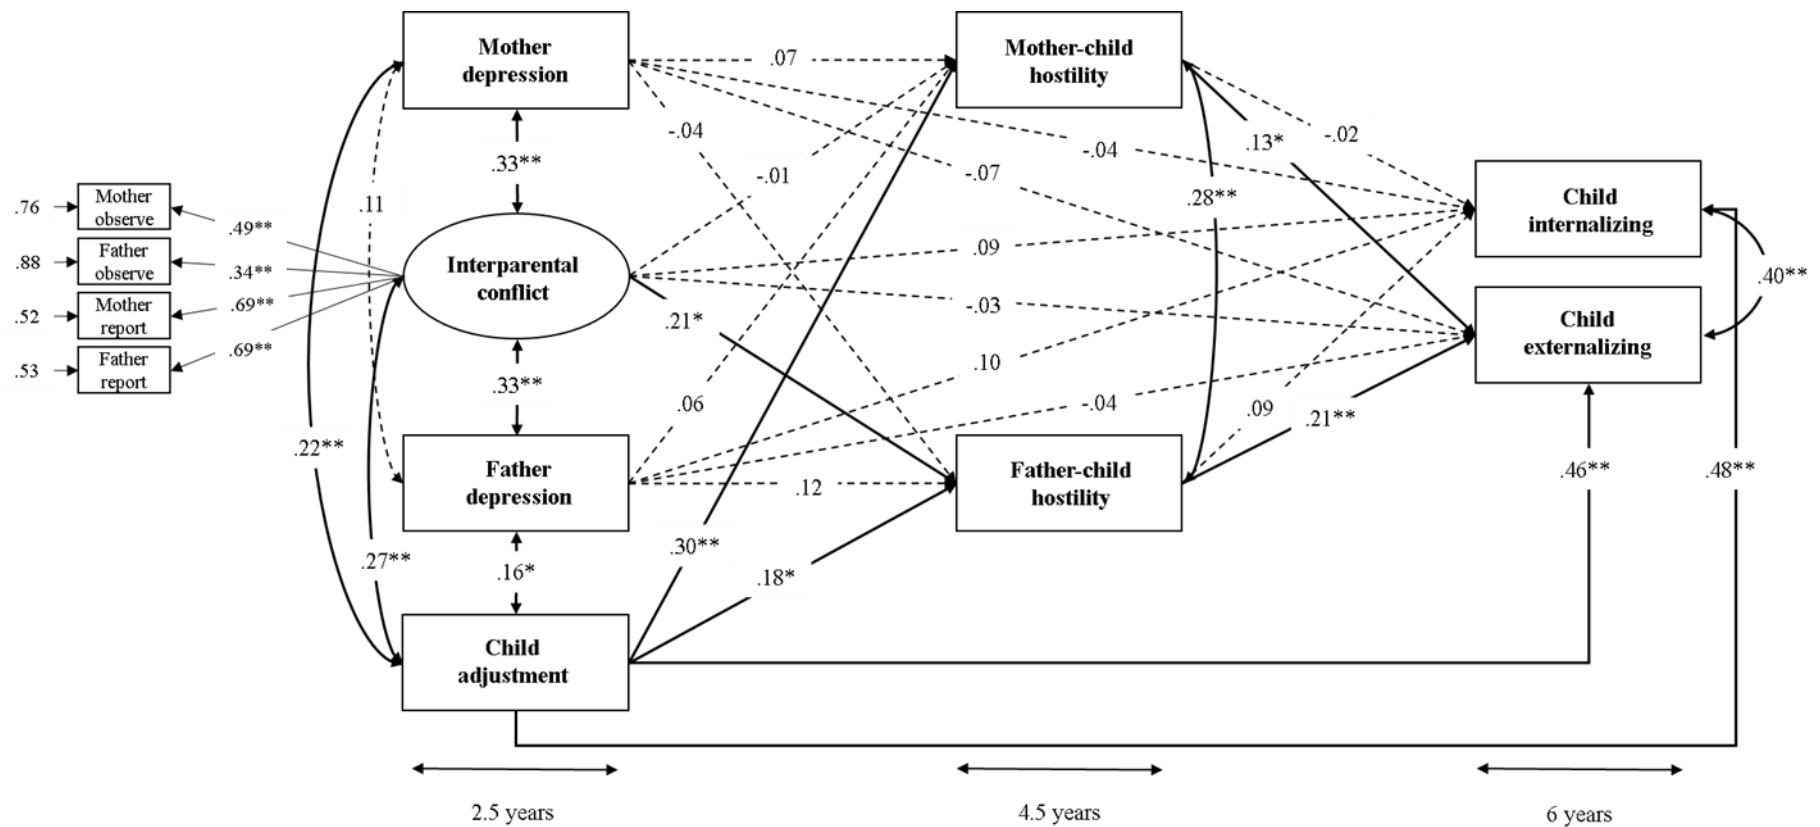 Mother
depression
Mother-child
hostility
.07
-.04
.13*
-.02
-.04
.33**
-.01
-.07
.28**
.76
Mother
observe
.49**
.11
Child
internalizing
.88
Father
observe
.34**
Interparental
conflict
.09
.40**
.52
Mother
report
.69**
-.03
.21*
Child
externalizing
.53
Father
report
.69**
.33**
.10
.06
-.04
.09
.21**
.22**
Father
depression
.12
Father-child
hostility
.46**
.48**
.27**
.16*
.30**
.18*
Child
adjustment
2.5 years
4.5 years
6 years